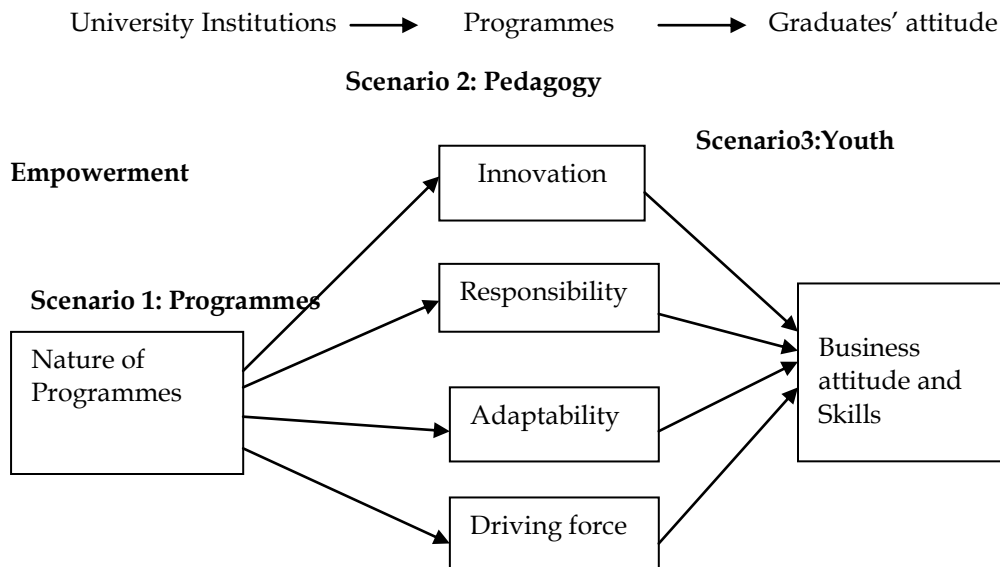 University Institutions Programmes Graduates’ attitude
Scenario 2: Pedagogy
Scenario3:Youth
Empowerment
Innovation
Scenario 1: Programmes
Responsibility
Nature of
Programmes
Business
attitude and
Skills
Adaptability
Driving force